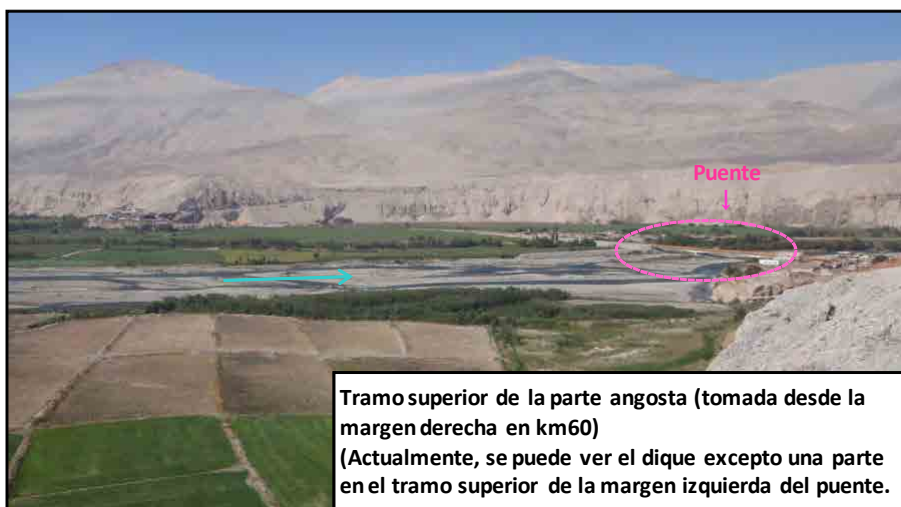 Puente
Tramo superior de la parte angosta (tomada desde la
margen derecha en km60)
(Actualmente, se puede ver el dique excepto una parte
en el tramo superior de la margen izquierda del puente.